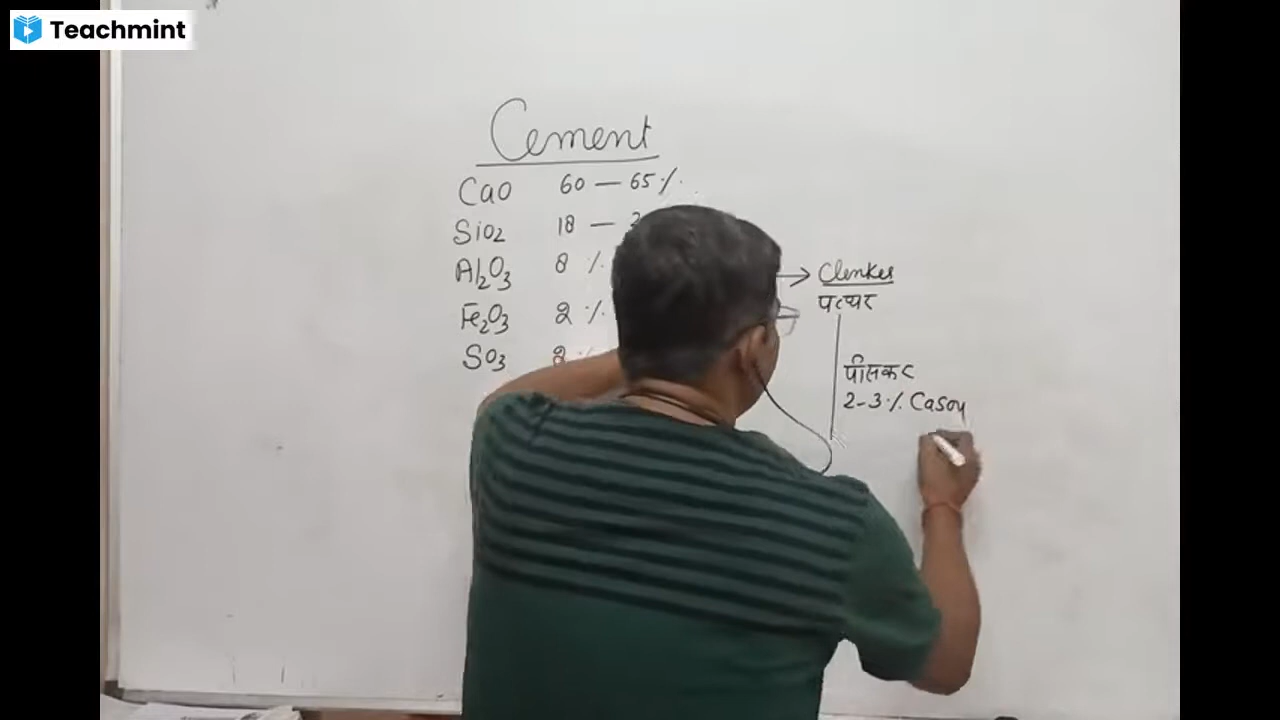 Teachmint
Cement
CaO 60 — 65 %.
SiO2 18 —
Al2O3 8 %.
Fe2O3 2 %.
SO3 2
Clenker
पत्थर
पीसकर
2-3 % CaSO4